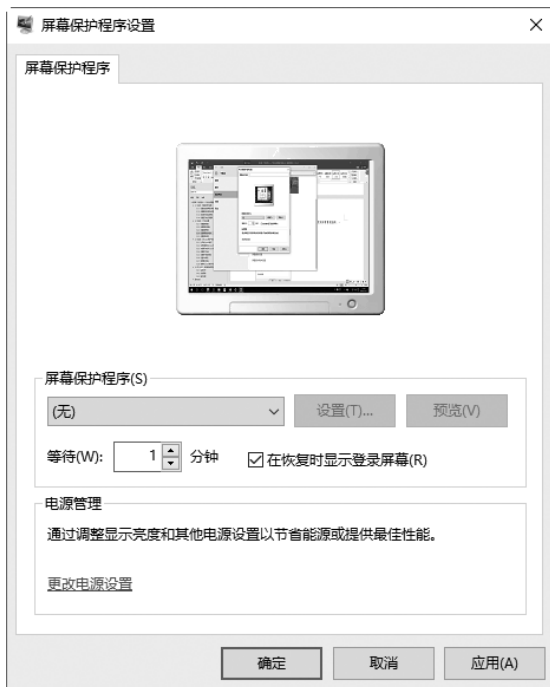 屏幕保护程序设置
屏幕保护程序
屏幕保护程序(S)
(无)
设置(T)...
预览(V)
等待(W):
1
分钟
在恢复时显示登录屏幕(R)
电源管理
通过调整显示亮度和其他电源设置以节省能源或提供最佳性能。
更改电源设置
确定
取消
应用(A)